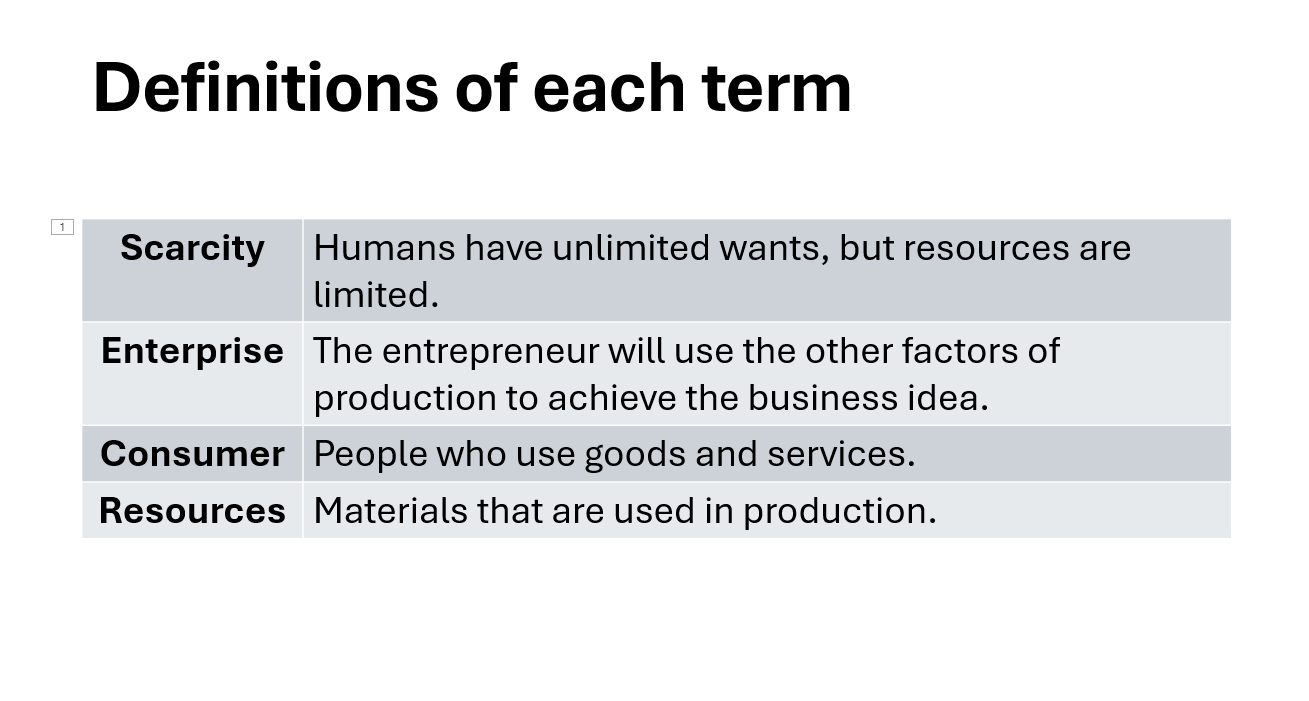 Definitions of each term
1
Scarcity
Humans have unlimited wants, but resources are
limited.
Enterprise
The entrepreneur will use the other factors of
production to achieve the business idea.
Consumer
People who use goods and services.
Resources
Materials that are used in production.